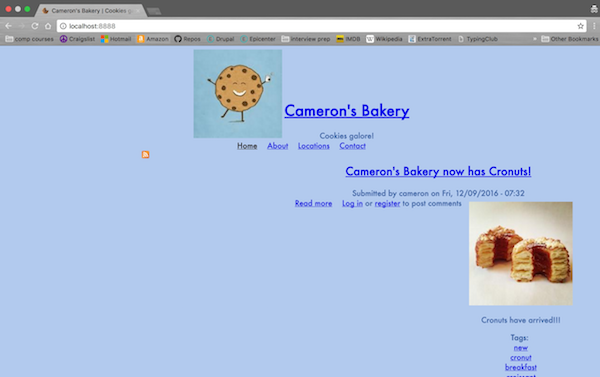 Cameron's Bakery | Cookies g
localhost:8888
comp courses Craigslist Hotmail Amazon Repos Drupal Epicenter interview prep IMDB Wikipedia ExtraTorrent TypingClub » Other Bookmarks
Cameron's Bakery
Cookies galore!
Home About Locations Contact
Cameron's Bakery now has Cronuts!
Submitted by cameron on Fri, 12/09/2016 - 07:32
Read more Log in or register to post comments
Cronuts have arrived!!!
Tags:
new
cronut
breakfast